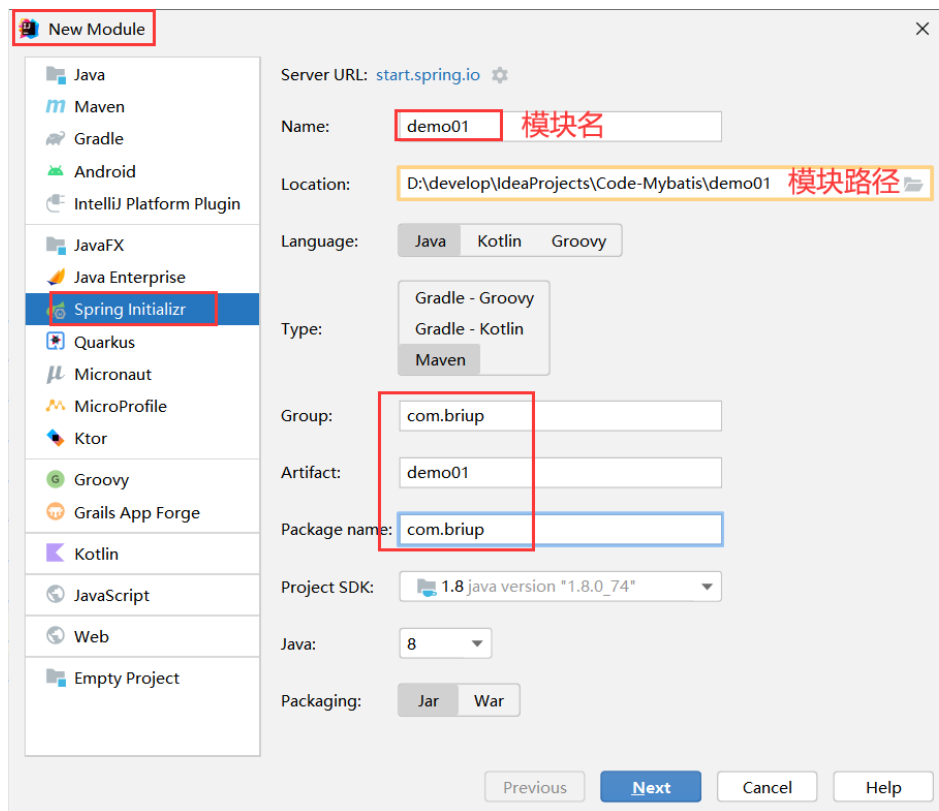 New Module
Java
Maven
Gradle
Android
IntelliJ Platform Plugin
JavaFX
Java Enterprise
Spring Initializr
Quarkus
Micronaut
MicroProfile
Ktor
Groovy
Grails App Forge
Kotlin
JavaScript
Web
Empty Project
Server URL: start.spring.io
Name: demo01 模块名
Location: D:\develop\IdeaProjects\Code-Mybatis\demo01 模块路径
Language: Java Kotlin Groovy
Type:
Gradle - Groovy
Gradle - Kotlin
Maven
Group: com.briup
Artifact: demo01
Package name: com.briup
Project SDK: 1.8 java version "1.8.0_74"
Java: 8
Packaging: Jar War
Previous Next Cancel Help